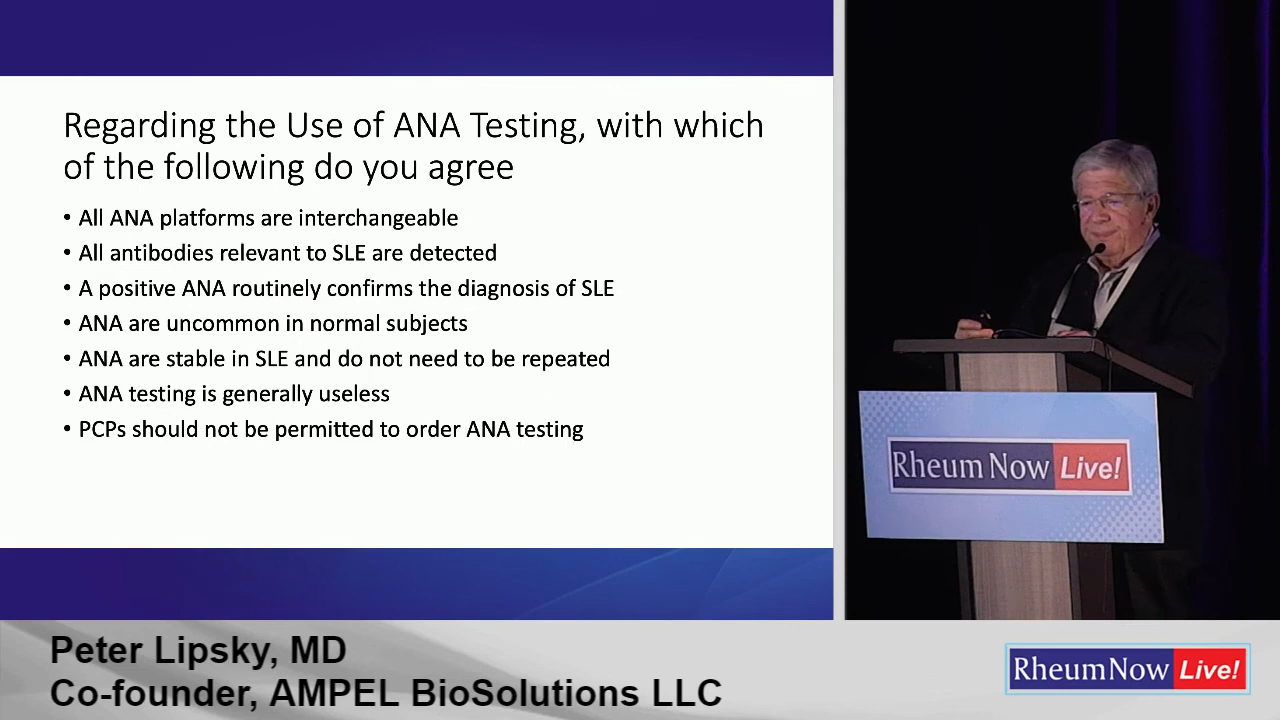 Regarding the Use of ANA Testing, with which
of the following do you agree
• All ANA platforms are interchangeable
• All antibodies relevant to SLE are detected
• A positive ANA routinely confirms the diagnosis of SLE
• ANA are uncommon in normal subjects
• ANA are stable in SLE and do not need to be repeated
• ANA testing is generally useless
• PCPs should not be permitted to order ANA testing
Rheum Now Live!
Peter Lipsky, MD
Co-founder, AMPEL BioSolutions LLC
RheumNow Live!